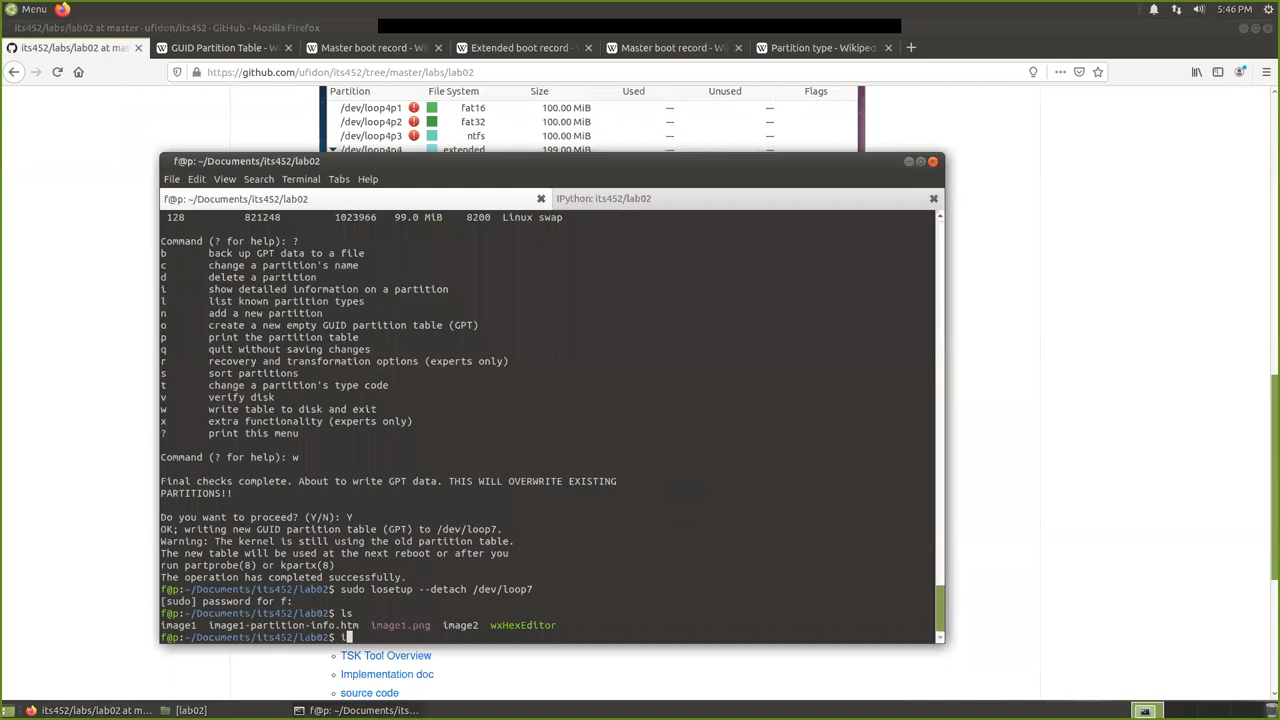 Menu
5:46 PM
its452/labs/lab02 at master · ufidon/its452 · GitHub - Mozilla Firefox
its452/labs/lab02 at mas
GUID Partition Table - W
Master boot record - Wi
Extended boot record -
Master boot record - Wi
Partition type - Wikiped
https://github.com/ufidon/its452/tree/master/labs/lab02
Partition File System Size Used Unused Flags
/dev/loop4p1 fat16 100.00 MiB --- ---
/dev/loop4p2 fat32 100.00 MiB --- ---
/dev/loop4p3 ntfs 100.00 MiB --- ---
/dev/loop4p4 extended 199.00 MiB --- ---
f@p: ~/Documents/its452/lab02
File Edit View Search Terminal Tabs Help
f@p: ~/Documents/its452/lab02
IPython: its452/lab02
128 821248 1023966 99.0 MiB 8200 Linux swap
Command (? for help): ?
b back up GPT data to a file
c change a partition's name
d delete a partition
i show detailed information on a partition
l list known partition types
n add a new partition
o create a new empty GUID partition table (GPT)
p print the partition table
q quit without saving changes
r recovery and transformation options (experts only)
s sort partitions
t change a partition's type code
v verify disk
w write table to disk and exit
x extra functionality (experts only)
? print this menu
Command (? for help): w
Final checks complete. About to write GPT data. THIS WILL OVERWRITE EXISTING
PARTITIONS!!
Do you want to proceed? (Y/N): Y
OK; writing new GUID partition table (GPT) to /dev/loop7.
Warning: The kernel is still using the old partition table.
The new table will be used at the next reboot or after you
run partprobe(8) or kpartx(8)
The operation has completed successfully.
f@p:~/Documents/its452/lab02$ sudo losetup --detach /dev/loop7
[sudo] password for f:
f@p:~/Documents/its452/lab02$ ls
image1 image1-partition-info.htm image1.png image2 wxHexEditor
f@p:~/Documents/its452/lab02$ i
TSK Tool Overview
Implementation doc
source code
its452/labs/lab02 at m...
[lab02]
f@p: ~/Documents/its...